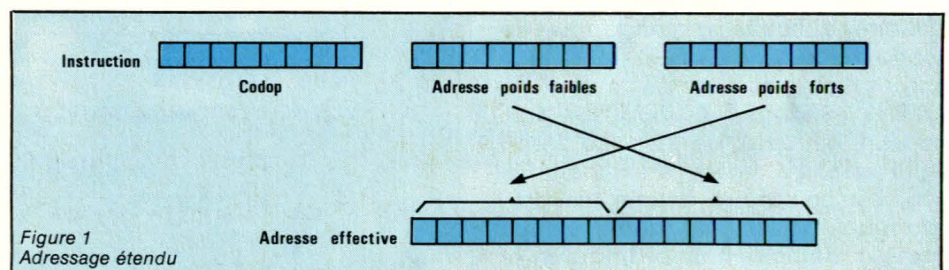 Instruction
Codop
Adresse poids faibles
Adresse poids forts
Adresse effective
Figure 1
Adressage étendu